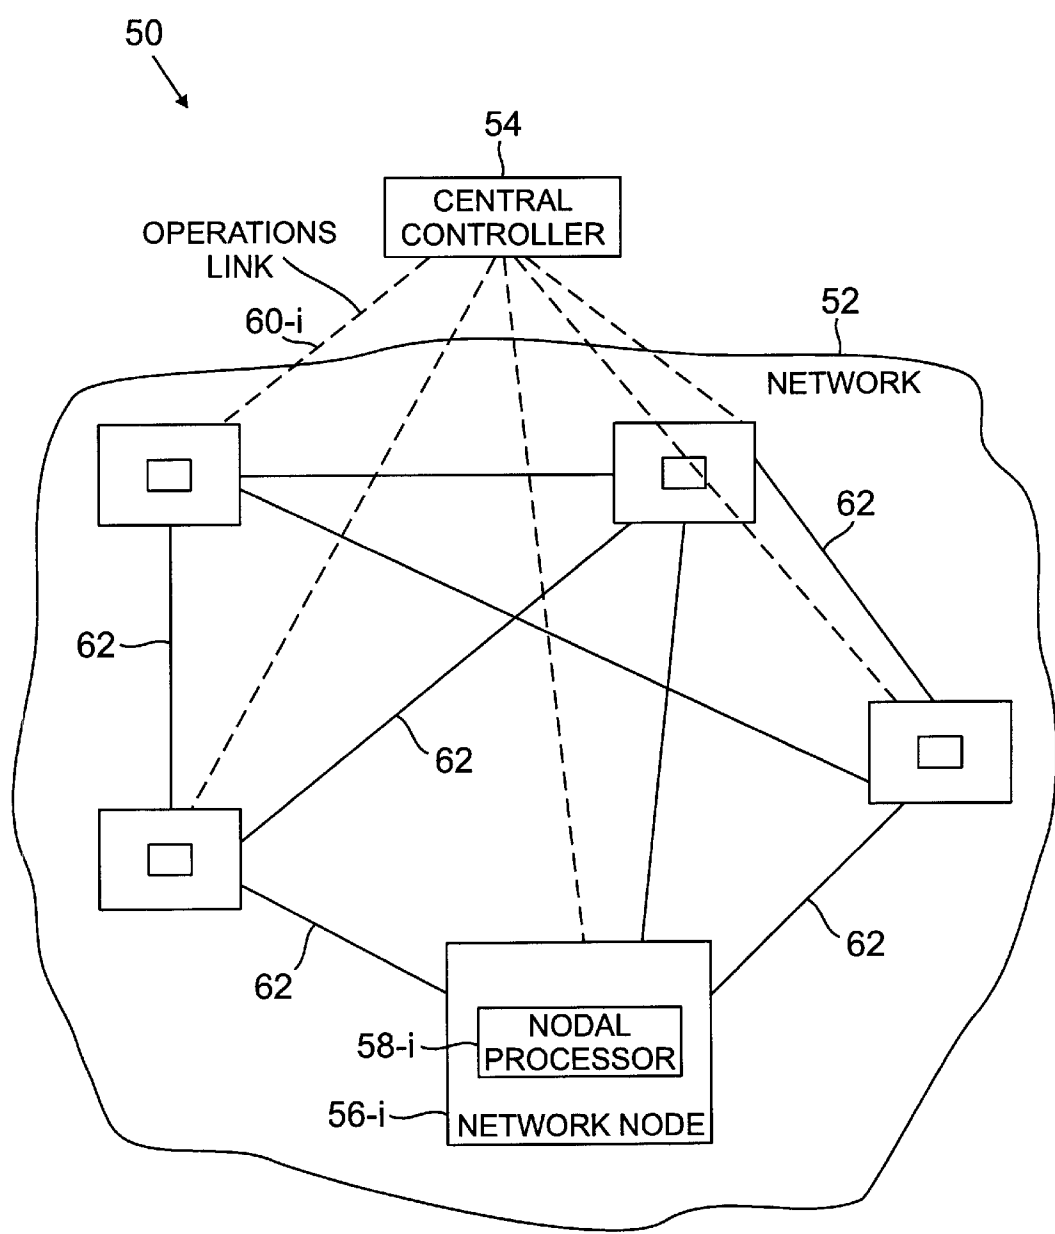 50
54
CENTRAL
CONTROLLER
OPERATIONS
LINK
60-i
52
NETWORK
62
62
62
62
62
58-i
NODAL
PROCESSOR
56-i
NETWORK NODE